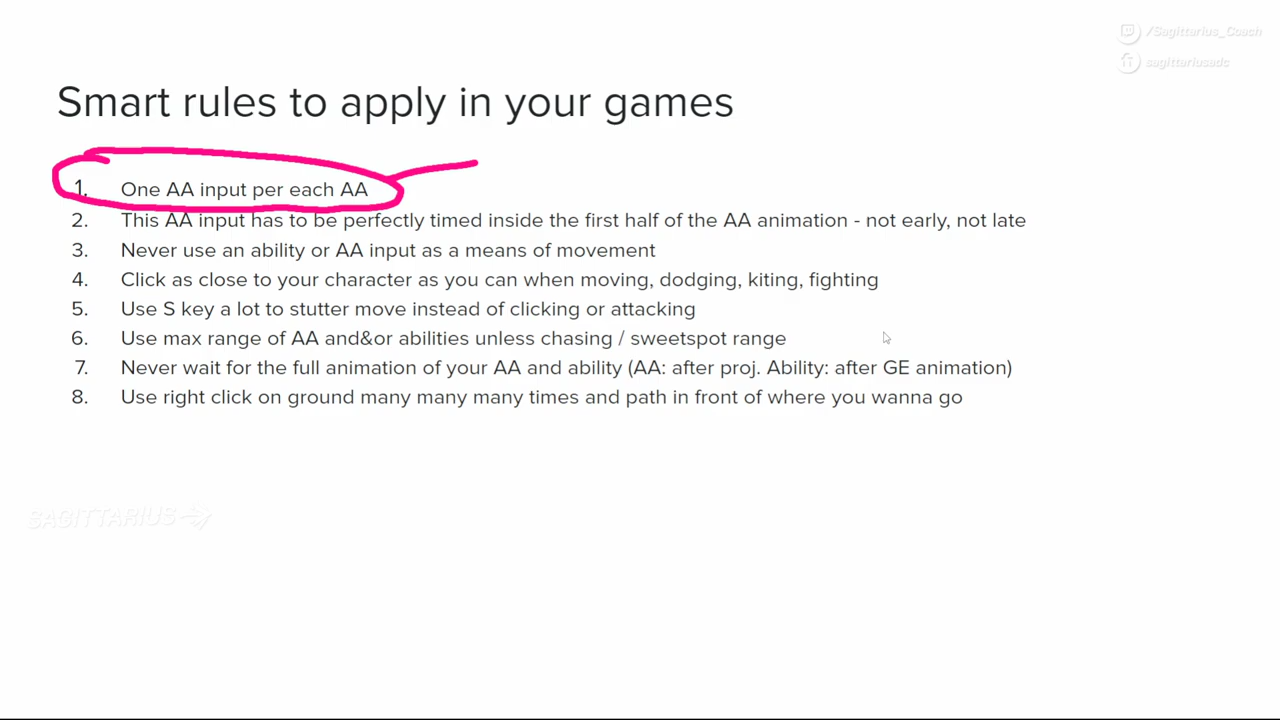 /Sagittarius_Coach
sagittariusadc
Smart rules to apply in your games
1. One AA input per each AA
2. This AA input has to be perfectly timed inside the first half of the AA animation - not early, not late
3. Never use an ability or AA input as a means of movement
4. Click as close to your character as you can when moving, dodging, kiting, fighting
5. Use S key a lot to stutter move instead of clicking or attacking
6. Use max range of AA and&or abilities unless chasing / sweetspot range
7. Never wait for the full animation of your AA and ability (AA: after proj. Ability: after GE animation)
8. Use right click on ground many many many times and path in front of where you wanna go
SAGITTARIUS